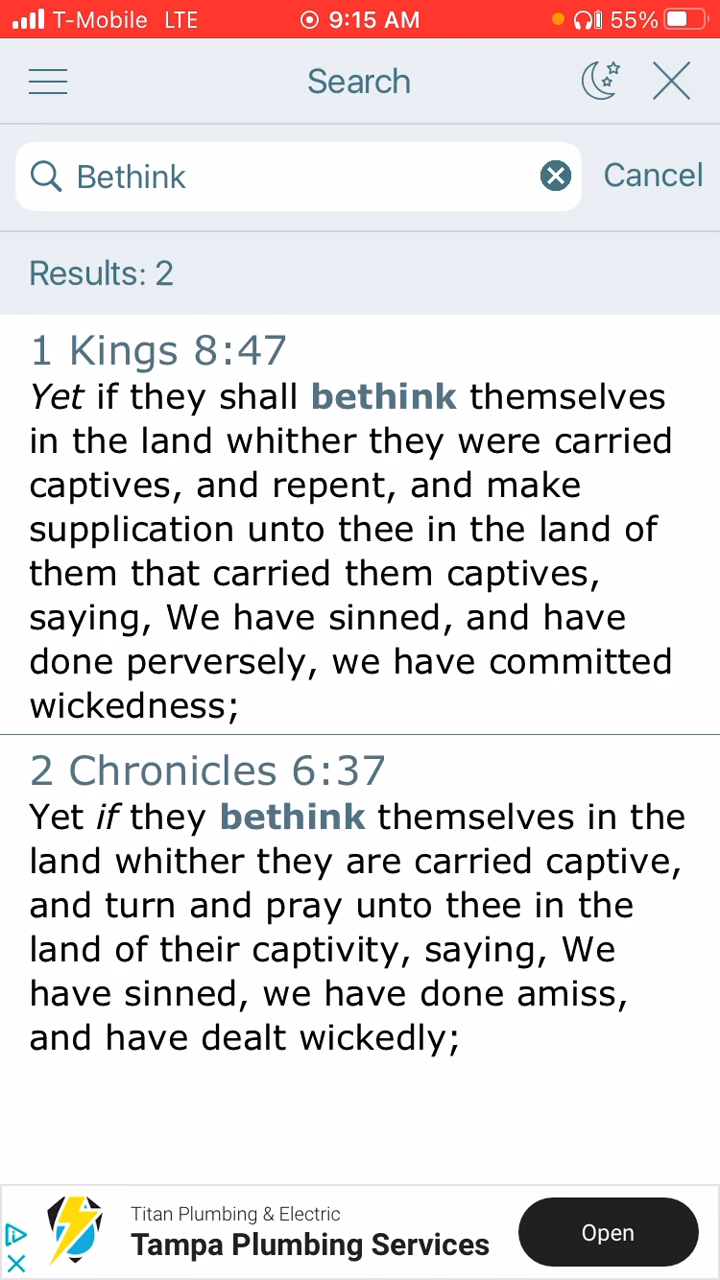 T-Mobile LTE 9:15 AM 55%
Search
Bethink Cancel
Results: 2
1 Kings 8:47
Yet if they shall bethink themselves
in the land whither they were carried
captives, and repent, and make
supplication unto thee in the land of
them that carried them captives,
saying, We have sinned, and have
done perversely, we have committed
wickedness;
2 Chronicles 6:37
Yet if they bethink themselves in the
land whither they are carried captive,
and turn and pray unto thee in the
land of their captivity, saying, We
have sinned, we have done amiss,
and have dealt wickedly;
Titan Plumbing & Electric
Tampa Plumbing Services
Open